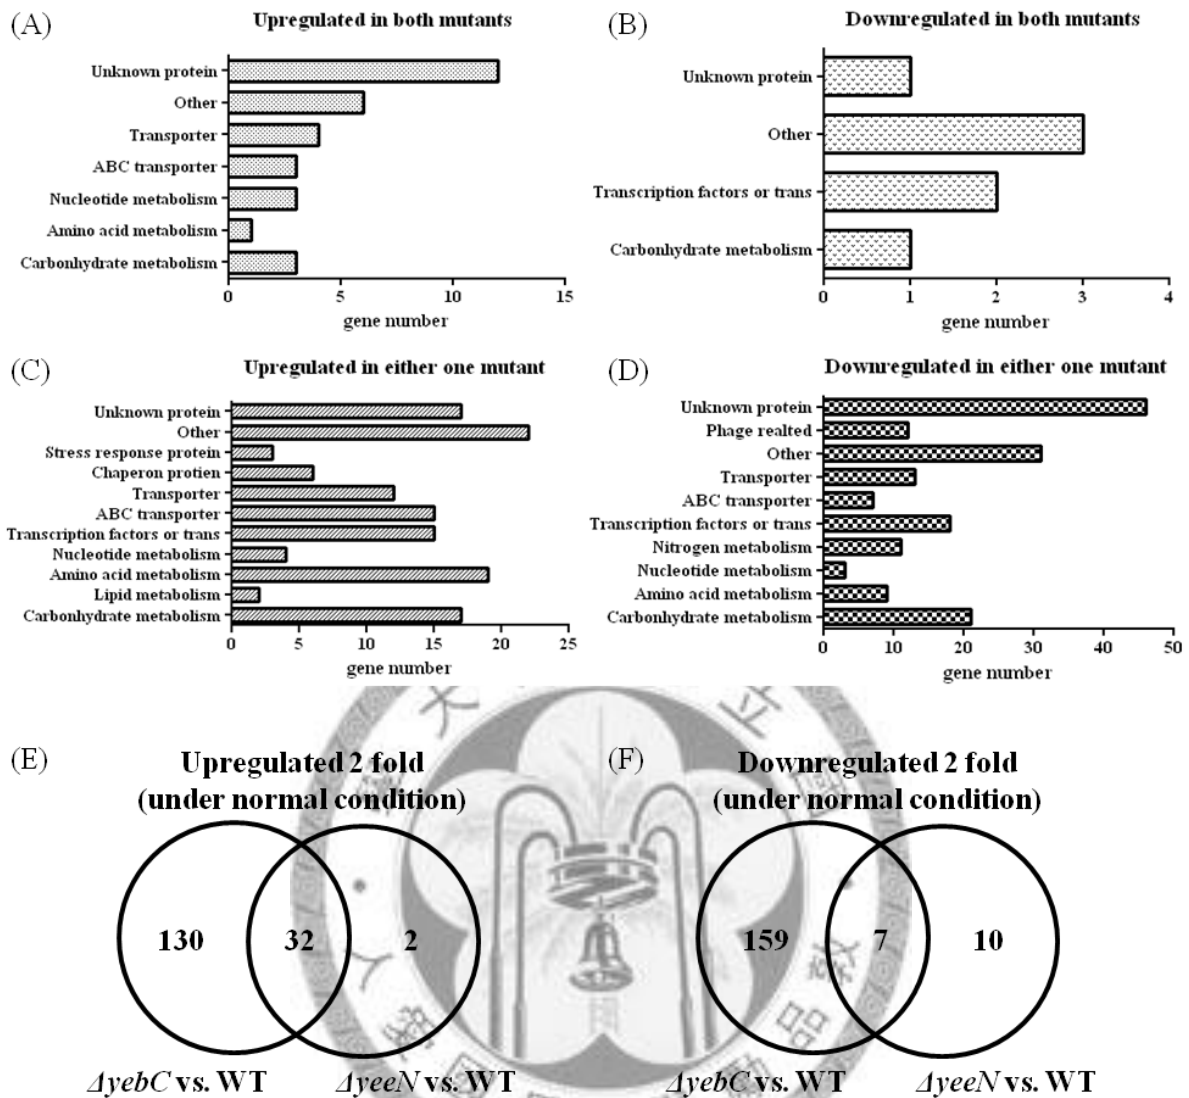 (A)
Upregulated in both mutants
Unknown protein
Other
Transporter
ABC transporter
Nucleotide metabolism
Amino acid metabolism
Carbonhydrate metabolism
0 5 10 15
gene number
(B)
Downregulated in both mutants
Unknown protein
Other
Transcription factors or trans
Carbonhydrate metabolism
0 1 2 3 4
gene number
(C)
Upregulated in either one mutant
Unknown protein
Other
Stress response protein
Chaperon protien
Transporter
ABC transporter
Transcription factors or trans
Nucleotide metabolism
Amino acid metabolism
Lipid metabolism
Carbonhydrate metabolism
0 5 10 15 20 25
gene number
(D)
Downregulated in either one mutant
Unknown protein
Phage realted
Other
Transporter
ABC transporter
Transcription factors or trans
Nitrogen metabolism
Nucleotide metabolism
Amino acid metabolism
Carbonhydrate metabolism
0 10 20 30 40 50
gene number
(E)
Upregulated 2 fold
(under normal condition)
130 32 2
ΔyebC vs. WT ΔyeeN vs. WT
(F)
Downregulated 2 fold
(under normal condition)
159 7 10
ΔyebC vs. WT ΔyeeN vs. WT